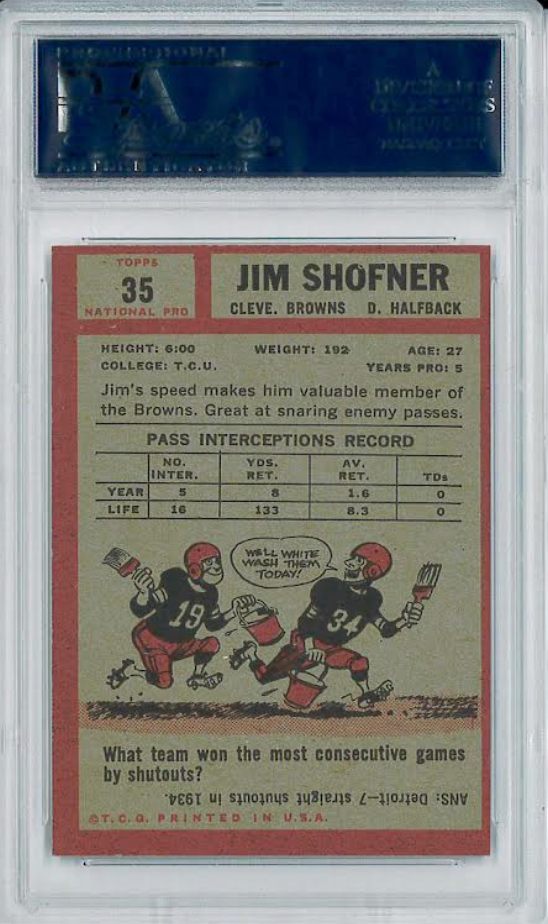 A
DIVISION OF
COLLECTORS
UNIVERSE
TOPPS
35
NATIONAL PRO
JIM SHOFNER
CLEVE. BROWNS D. HALFBACK
HEIGHT: 6:00 WEIGHT: 192 AGE: 27
COLLEGE: T.C.U. YEARS PRO: 5
Jim's speed makes him valuable member of
the Browns. Great at snaring enemy passes.
PASS INTERCEPTIONS RECORD
NO. INTER. YDS. RET. AV. RET. TDs
YEAR 5 8 1.6 0
LIFE 16 133 8.3 0
WE'LL WHITE
WASH THEM
TODAY!
19
34
What team won the most consecutive games
by shutouts?
ANS: Detroit—7 straight shutouts in 1934.
©T.C.G. PRINTED IN U.S.A.